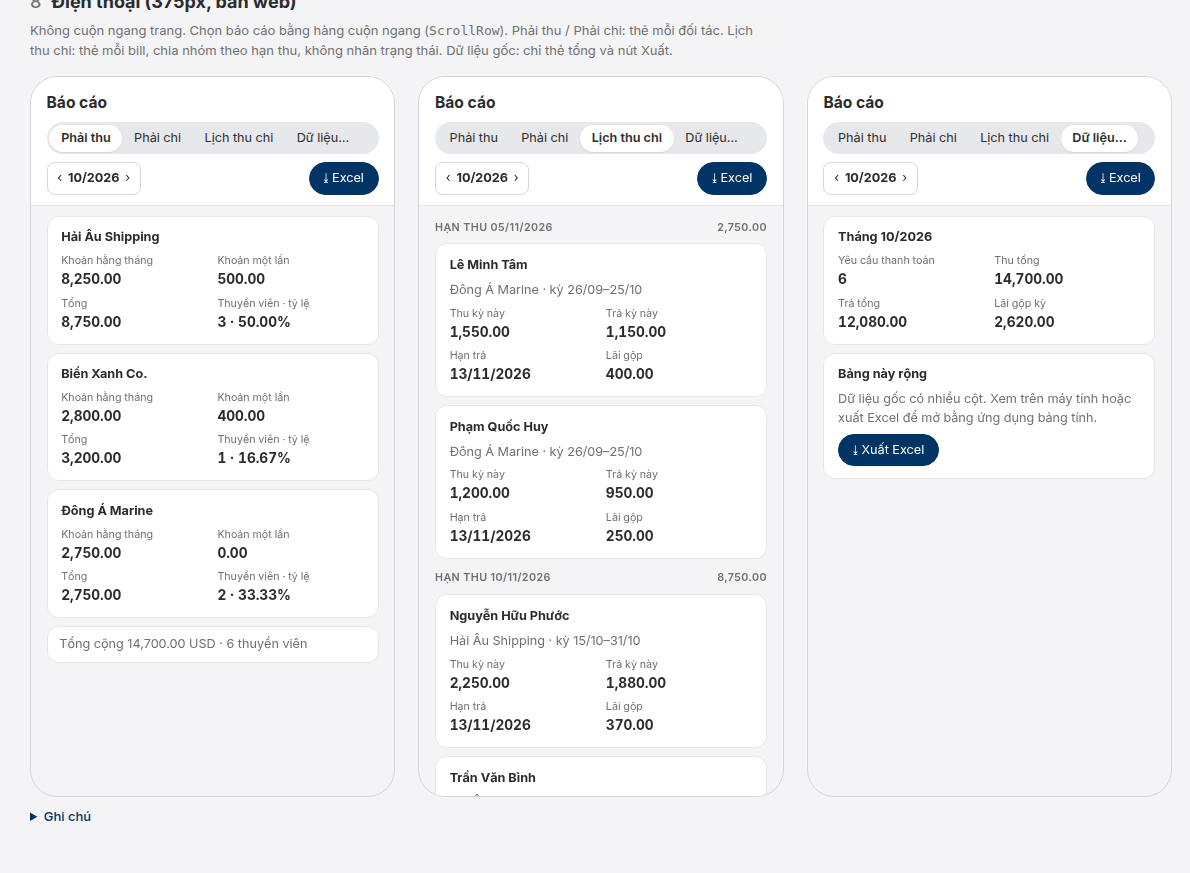 8 Điện thoại (375px, bản web)
Không cuộn ngang trang. Chọn báo cáo bằng hàng cuộn ngang (ScrollRow). Phải thu / Phải chi: thẻ mỗi đối tác. Lịch
thu chi: thẻ mỗi bill, chia nhóm theo hạn thu, không nhãn trạng thái. Dữ liệu gốc: chỉ thẻ tổng và nút Xuất.
Báo cáo
Phải thu Phải chi Lịch thu chi Dữ liệu...
‹ 10/2026 › ⤓ Excel
Hải Âu Shipping
Khoản hằng tháng Khoản một lần
8,250.00 500.00
Tổng Thuyền viên · tỷ lệ
8,750.00 3 · 50.00%
Biển Xanh Co.
Khoản hằng tháng Khoản một lần
2,800.00 400.00
Tổng Thuyền viên · tỷ lệ
3,200.00 1 · 16.67%
Đông Á Marine
Khoản hằng tháng Khoản một lần
2,750.00 0.00
Tổng Thuyền viên · tỷ lệ
2,750.00 2 · 33.33%
Tổng cộng 14,700.00 USD · 6 thuyền viên
Báo cáo
Phải thu Phải chi Lịch thu chi Dữ liệu...
‹ 10/2026 › ⤓ Excel
HẠN THU 05/11/2026 2,750.00
Lê Minh Tâm
Đông Á Marine · kỳ 26/09–25/10
Thu kỳ này Trả kỳ này
1,550.00 1,150.00
Hạn trả Lãi gộp
13/11/2026 400.00
Phạm Quốc Huy
Đông Á Marine · kỳ 26/09–25/10
Thu kỳ này Trả kỳ này
1,200.00 950.00
Hạn trả Lãi gộp
13/11/2026 250.00
HẠN THU 10/11/2026 8,750.00
Nguyễn Hữu Phước
Hải Âu Shipping · kỳ 15/10–31/10
Thu kỳ này Trả kỳ này
2,250.00 1,880.00
Hạn trả Lãi gộp
13/11/2026 370.00
Trần Văn Bình
Báo cáo
Phải thu Phải chi Lịch thu chi Dữ liệu...
‹ 10/2026 › ⤓ Excel
Tháng 10/2026
Yêu cầu thanh toán Thu tổng
6 14,700.00
Trả tổng Lãi gộp kỳ
12,080.00 2,620.00
Bảng này rộng
Dữ liệu gốc có nhiều cột. Xem trên máy tính hoặc
xuất Excel để mở bằng ứng dụng bảng tính.
⤓ Xuất Excel
▶ Ghi chú